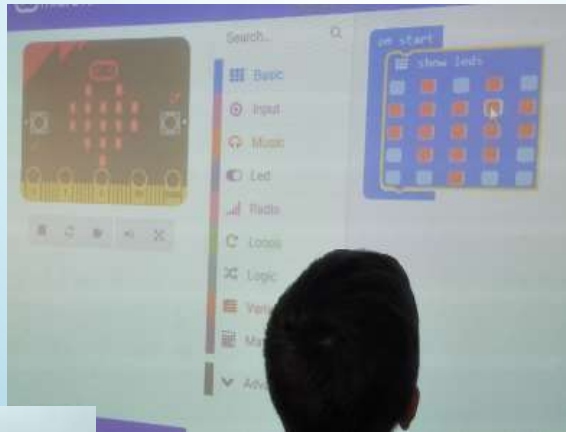 Search...
Basic
Input
Music
Led
Radio
Loops
Logic
on start
show leds